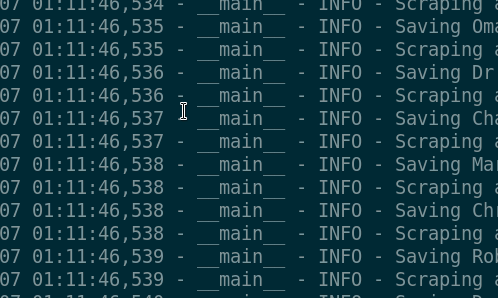 07 01:11:46,534 - __main__ - INFO - Scraping a
07 01:11:46,535 - __main__ - INFO - Saving Oma
07 01:11:46,535 - __main__ - INFO - Scraping a
07 01:11:46,536 - __main__ - INFO - Saving Dr
07 01:11:46,536 - __main__ - INFO - Scraping a
07 01:11:46,537 - __main__ - INFO - Saving Cha
07 01:11:46,537 - __main__ - INFO - Scraping a
07 01:11:46,538 - __main__ - INFO - Saving Mar
07 01:11:46,538 - __main__ - INFO - Scraping a
07 01:11:46,538 - __main__ - INFO - Saving Chr
07 01:11:46,538 - __main__ - INFO - Scraping a
07 01:11:46,539 - __main__ - INFO - Saving Rob
07 01:11:46,539 - __main__ - INFO - Scraping a